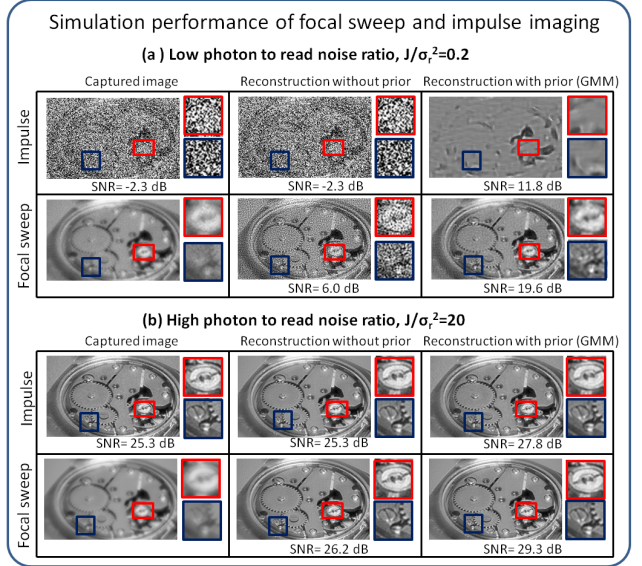 Simulation performance of focal sweep and impulse imaging
(a ) Low photon to read noise ratio, J/σᵣ²=0.2
Captured image Reconstruction without prior Reconstruction with prior (GMM)
Impulse
SNR= -2.3 dB SNR= -2.3 dB SNR= 11.8 dB
Focal sweep
SNR= 6.0 dB SNR= 19.6 dB
(b) High photon to read noise ratio, J/σᵣ²=20
Captured image Reconstruction without prior Reconstruction with prior (GMM)
Impulse
SNR= 25.3 dB SNR= 25.3 dB SNR= 27.8 dB
Focal sweep
SNR= 26.2 dB SNR= 29.3 dB